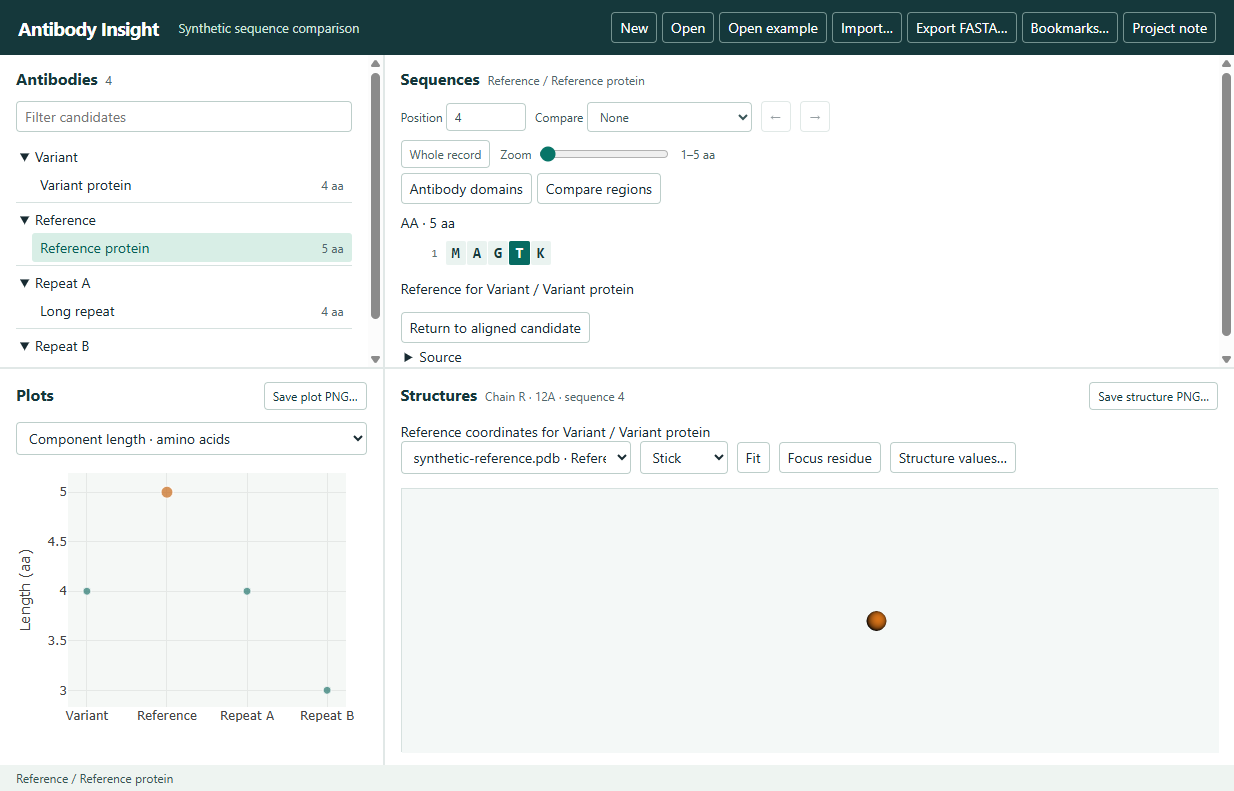 Antibody Insight Synthetic sequence comparison New Open Open example Import... Export FASTA... Bookmarks... Project note
Antibodies 4
Filter candidates
▼ Variant
Variant protein 4 aa
▼ Reference
Reference protein 5 aa
▼ Repeat A
Long repeat 4 aa
▼ Repeat B
Sequences Reference / Reference protein
Position 4 Compare None ← →
Whole record Zoom 1–5 aa
Antibody domains Compare regions
AA · 5 aa
1 M A G T K
Reference for Variant / Variant protein
Return to aligned candidate
▶ Source
Plots Save plot PNG...
Component length · amino acids
Length (aa)
5
4.5
4
3.5
3
Variant Reference Repeat A Repeat B
Structures Chain R · 12A · sequence 4 Save structure PNG...
Reference coordinates for Variant / Variant protein
synthetic-reference.pdb · Refere Stick Fit Focus residue Structure values...
Reference / Reference protein